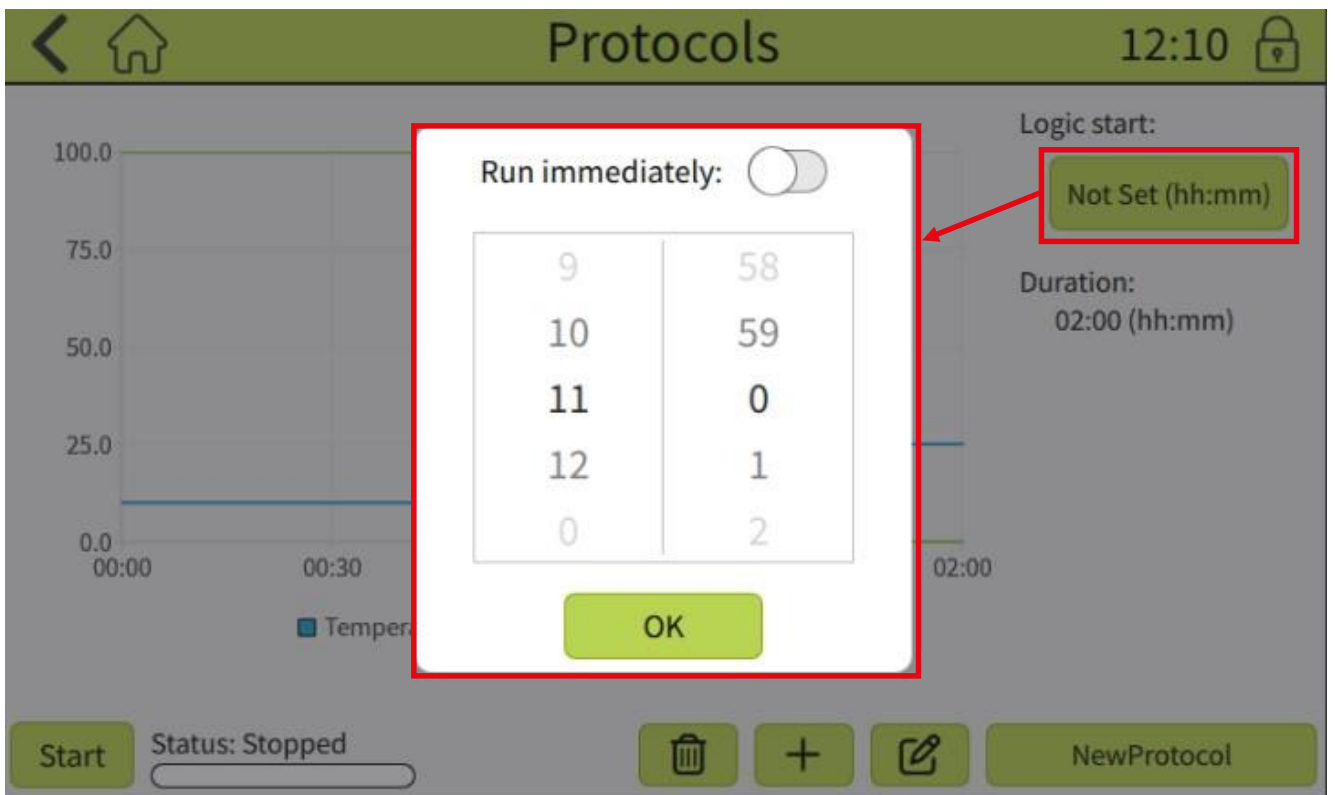 Protocols 12:10
Logic start:
Not Set (hh:mm)
Duration:
02:00 (hh:mm)
100.0
75.0
50.0
25.0
0.0
00:00 00:30 02:00
Run immediately:
9 58
10 59
11 0
12 1
0 2
OK
Start
Status: Stopped
NewProtocol